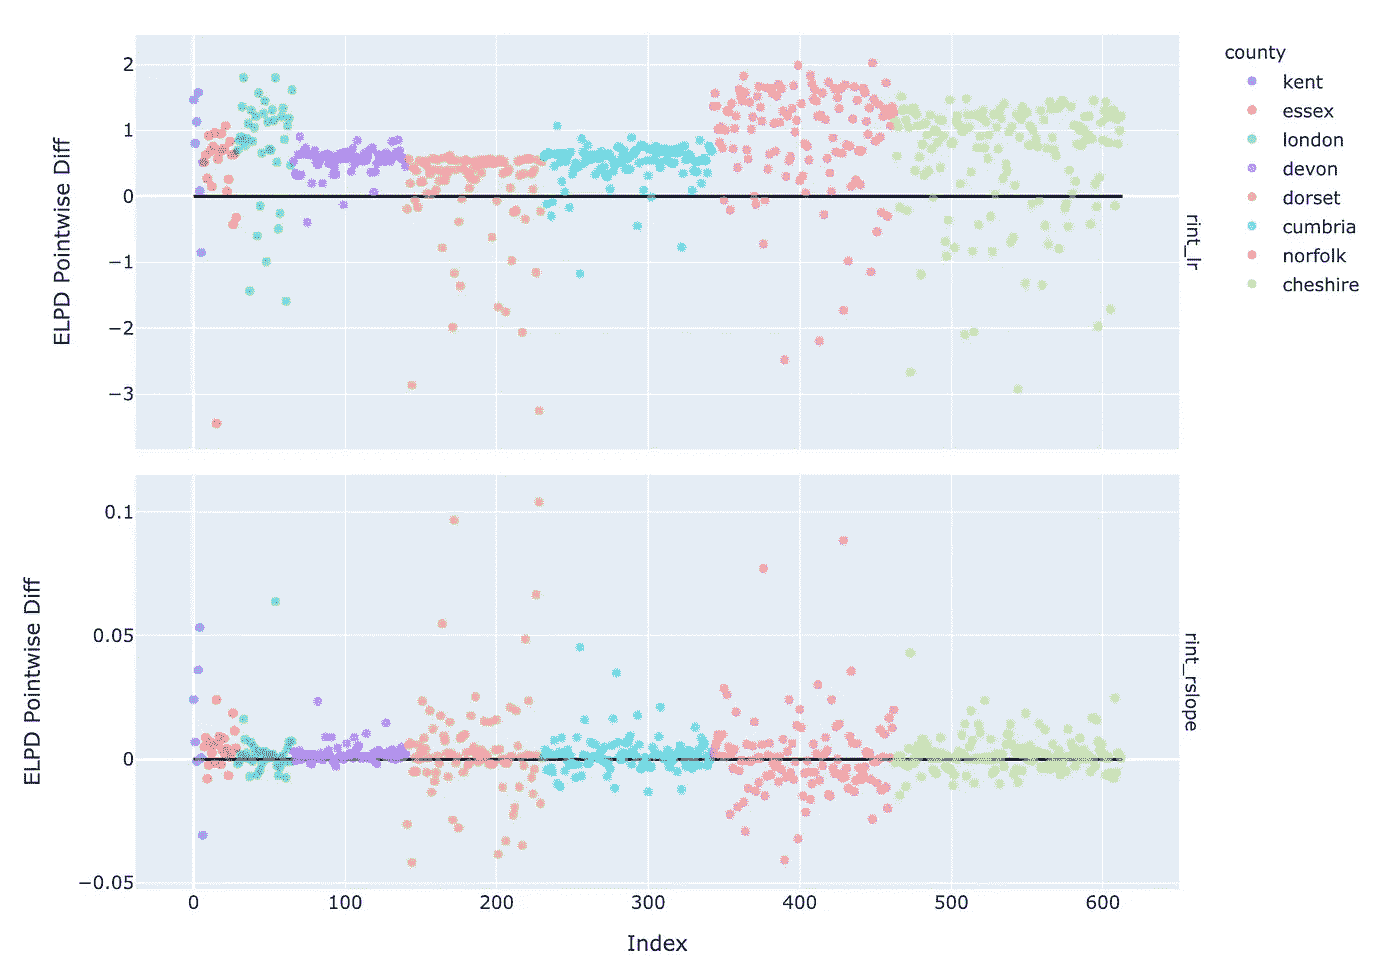 county
kent
essex
london
devon
dorset
cumbria
norfolk
cheshire
ELPD Pointwise Diff
2
1
0
−1
−2
−3
rint_lr
ELPD Pointwise Diff
0.1
0.05
0
−0.05
rint_rslope
0 100 200 300 400 500 600
Index